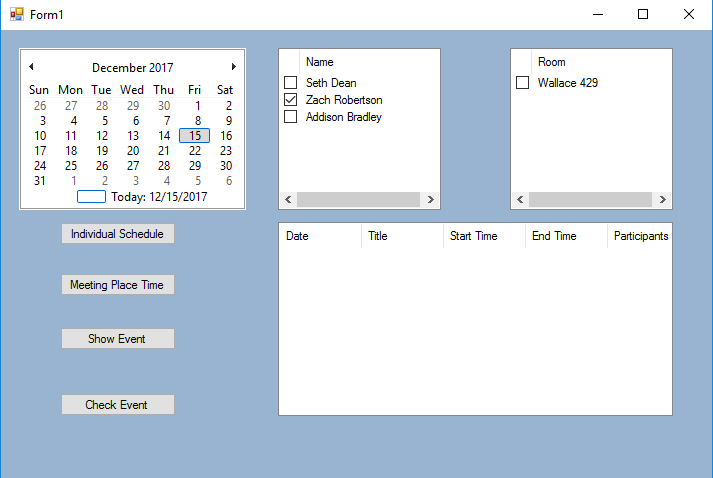 Form1
December 2017
Sun Mon Tue Wed Thu Fri Sat
26 27 28 29 30 1 2
3 4 5 6 7 8 9
10 11 12 13 14 15 16
17 18 19 20 21 22 23
24 25 26 27 28 29 30
31 1 2 3 4 5 6
Today: 12/15/2017
Name
Seth Dean
Zach Robertson
Addison Bradley
Room
Wallace 429
Individual Schedule
Meeting Place Time
Show Event
Check Event
Date Title Start Time End Time Participants